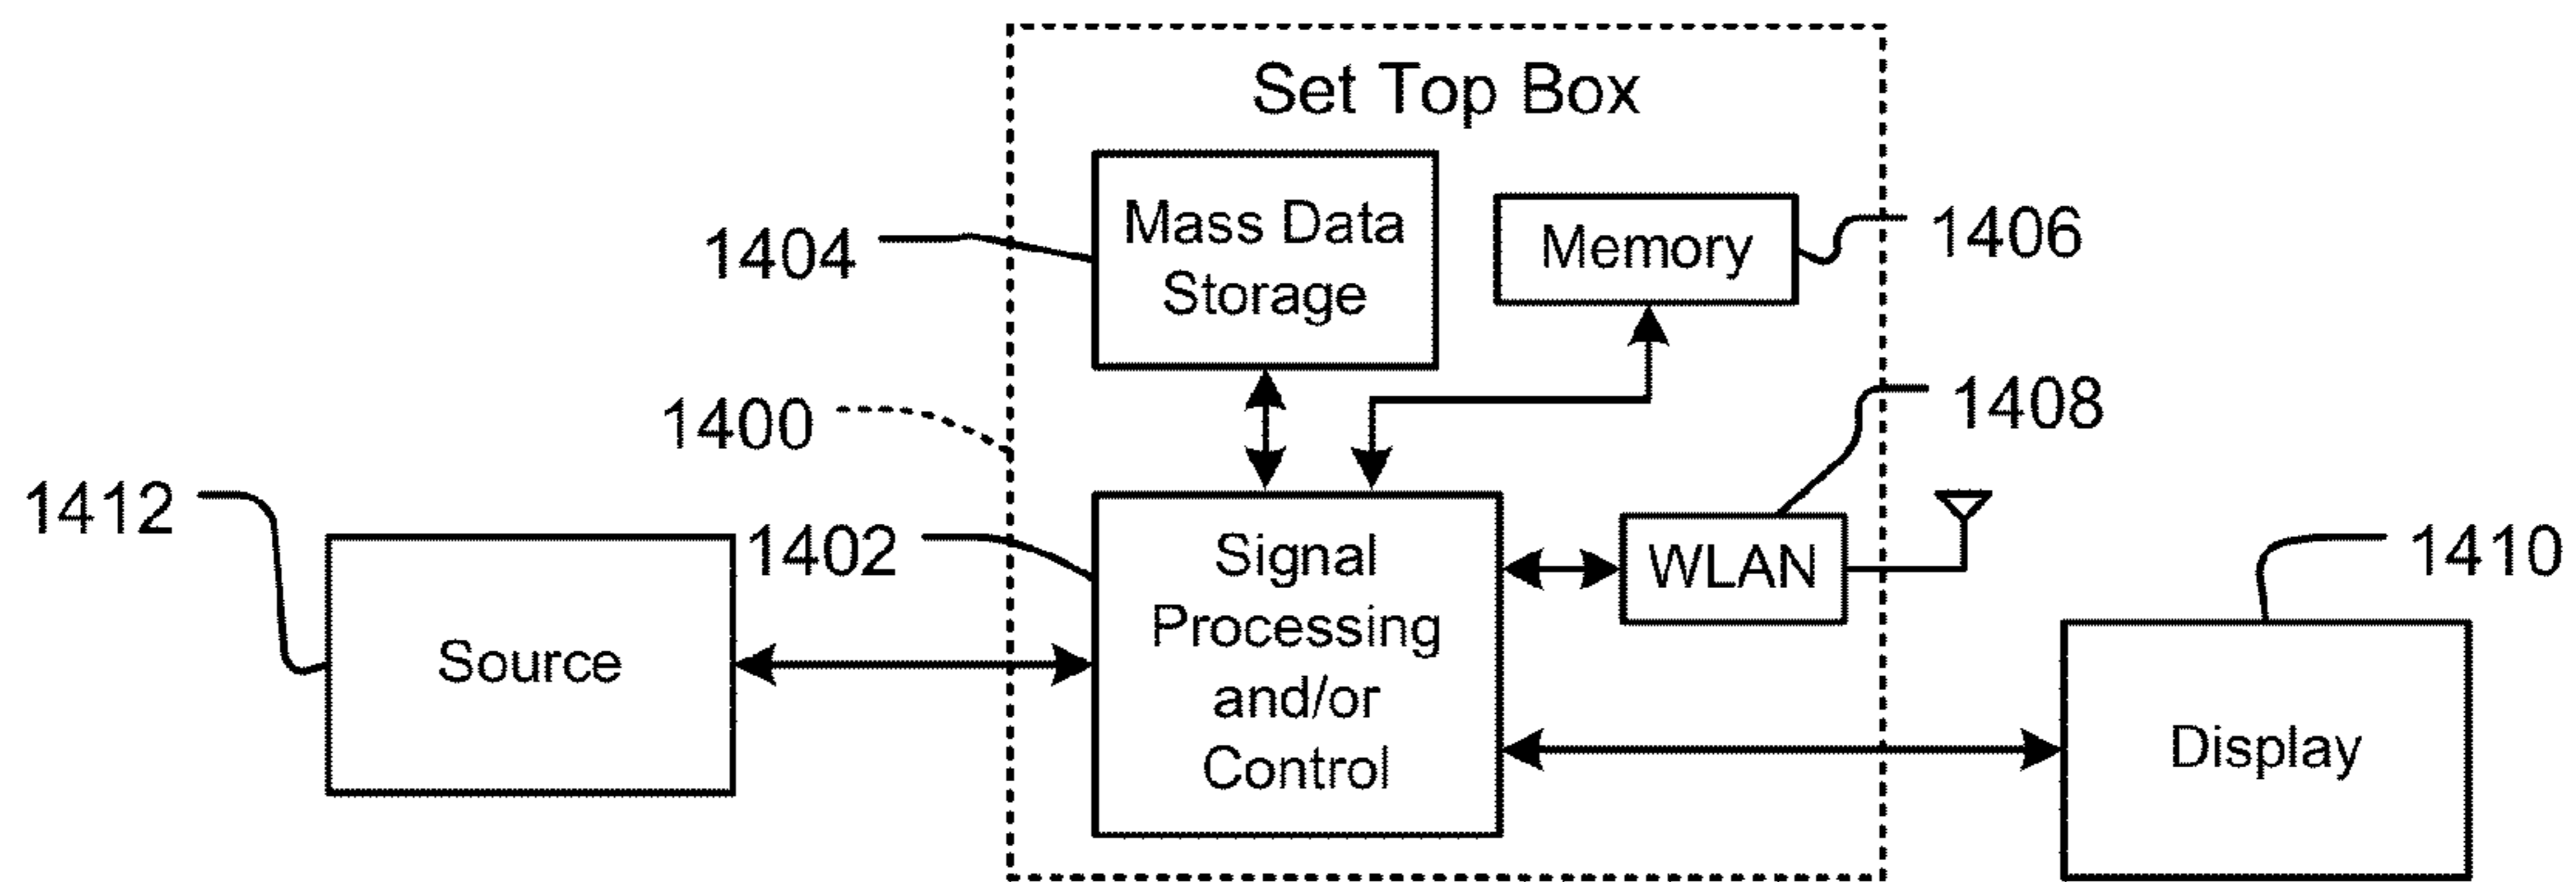 Set Top Box
Mass Data
Storage
Memory
1404
1406
1400
1408
1412
1402
Signal
Processing
and/or
Control
WLAN
1410
Source
Display